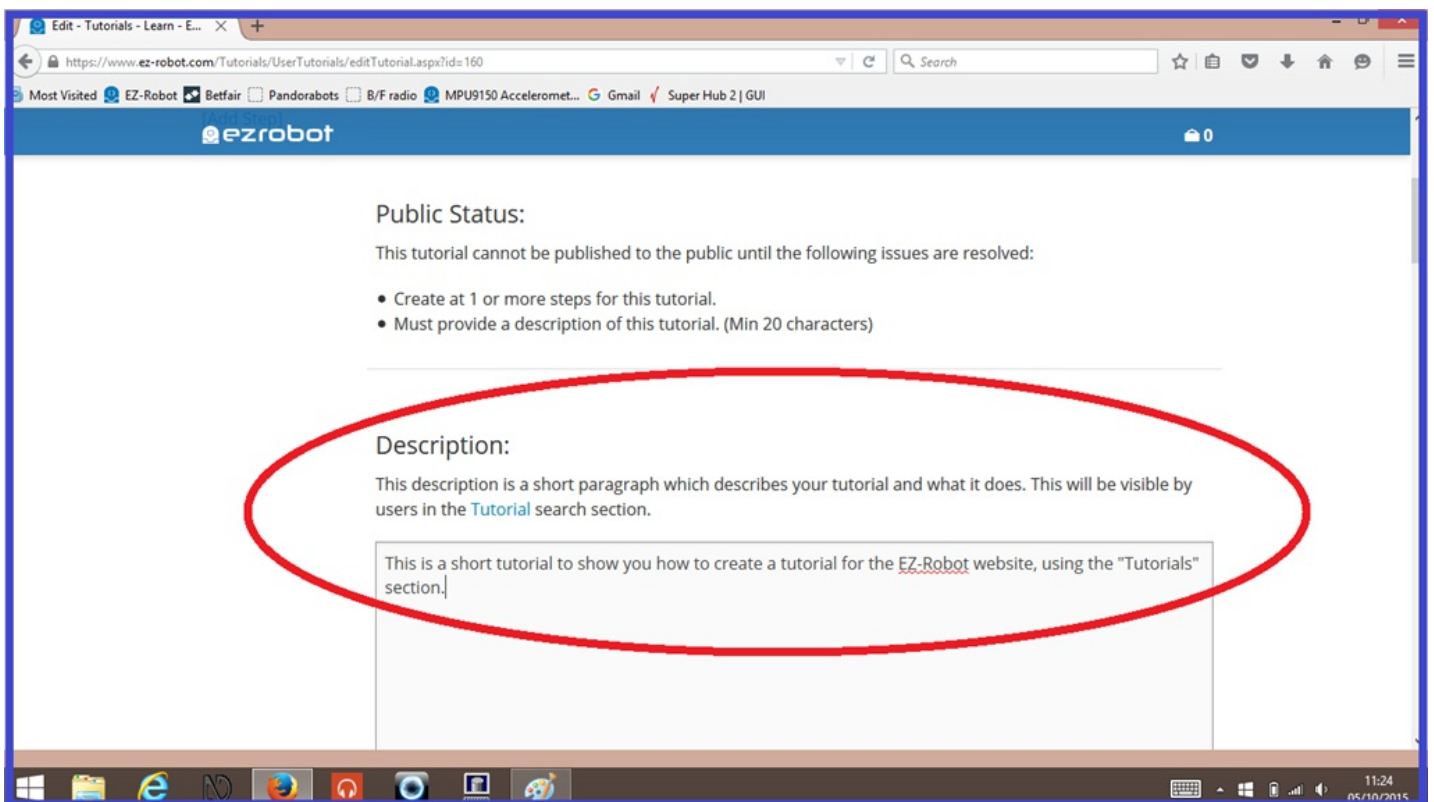 Edit - Tutorials - Learn - E...
https://www.ez-robot.com/Tutorials/UserTutorials/editTutorial.aspx?id=160
Search
Most Visited EZ-Robot Betfair Pandorabots B/F radio MPU9150 Acceleromet... Gmail Super Hub 2 | GUI
[Add Step]
ezrobot
0
Public Status:
This tutorial cannot be published to the public until the following issues are resolved:
• Create at 1 or more steps for this tutorial.
• Must provide a description of this tutorial. (Min 20 characters)
Description:
This description is a short paragraph which describes your tutorial and what it does. This will be visible by
users in the Tutorial search section.
This is a short tutorial to show you how to create a tutorial for the EZ-Robot website, using the "Tutorials"
section.
11:24
05/10/2015